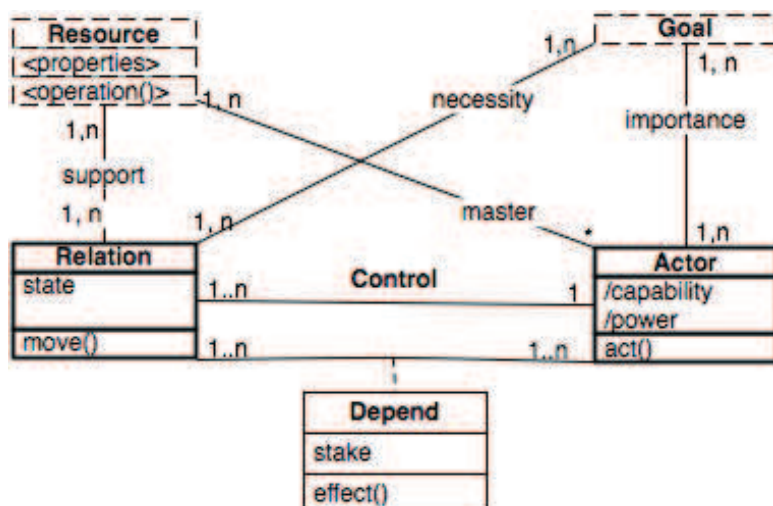 Resource
<properties>
<operation()>
Goal
1,n
1, n
1, n
necessity
importance
1,n
support
1, n
1, n
master
*
1,n
Relation
state
move()
Control
1..n
1
1..n
1..n
Actor
/capability
/power
act()
Depend
stake
effect()